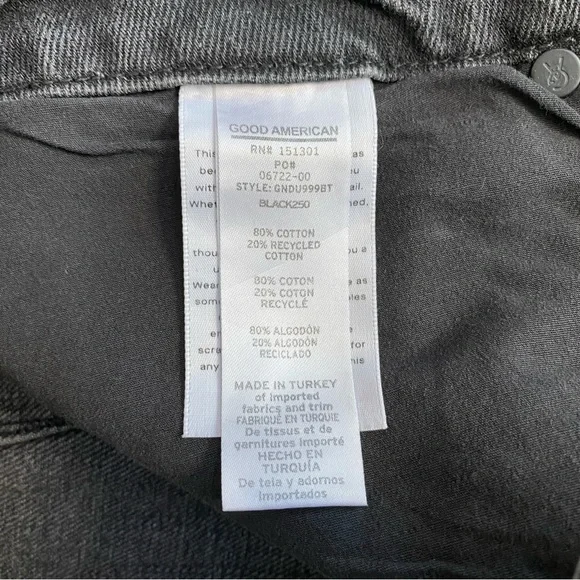 GOOD AMERICAN
RN# 151301
PO#
06722-00
STYLE: GNDU999BT
BLACK250
80% COTTON
20% RECYCLED
COTTON
80% COTON
20% COTON
RECYCLÉ
80% ALGODÓN
20% ALGODÓN
RECICLADO
MADE IN TURKEY
of imported
fabrics and trim
FABRIQUÉ EN TURQUIE
De tissus et de
garnitures importé
HECHO EN
TURQUÍA
De tela y adornos
Importados